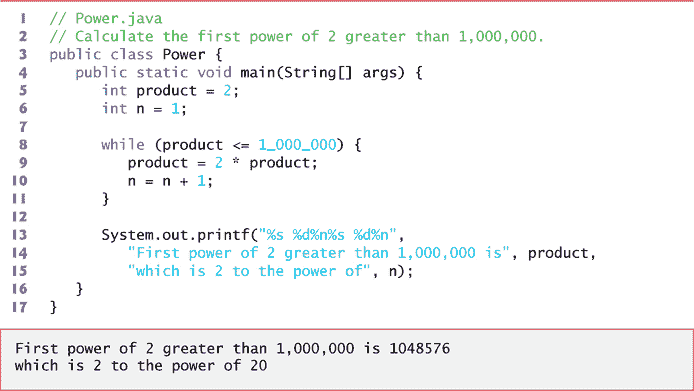 1 // Power.java
2 // Calculate the first power of 2 greater than 1,000,000.
3 public class Power {
4 public static void main(String[] args) {
5 int product = 2;
6 int n = 1;
7
8 while (product <= 1_000_000) {
9 product = 2 * product;
10 n = n + 1;
11 }
12
13 System.out.printf("%s %d%n%s %d%n",
14 "First power of 2 greater than 1,000,000 is", product,
15 "which is 2 to the power of", n);
16 }
17 }
First power of 2 greater than 1,000,000 is 1048576
which is 2 to the power of 20